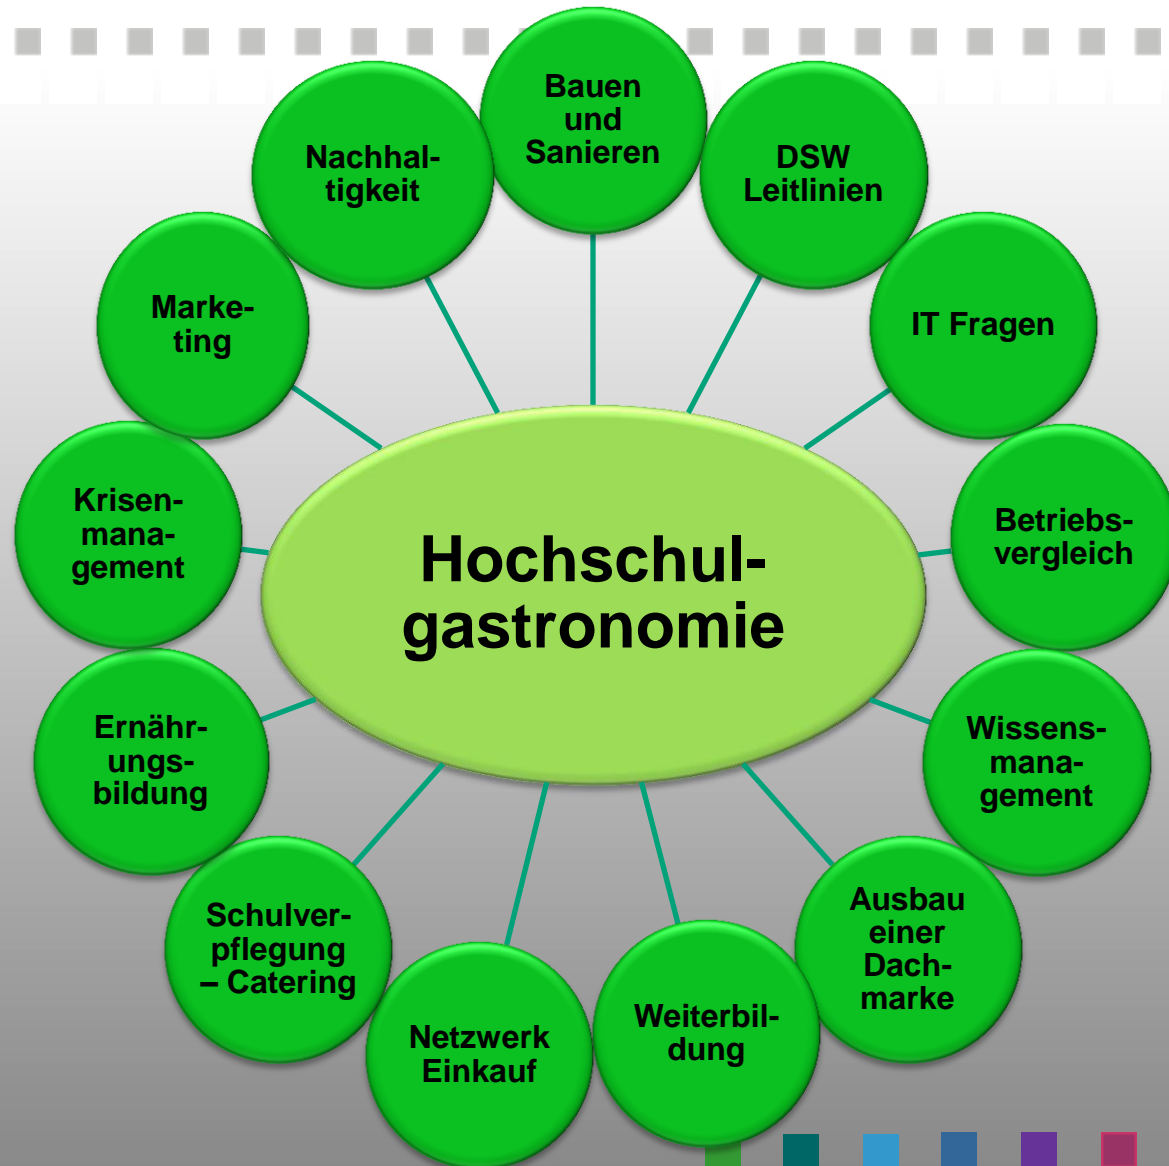 Bauen
und
Sanieren
DSW
Leitlinien
IT Fragen
Betriebs-
vergleich
Wissens-
mana-
gement
Ausbau
einer
Dach-
marke
Weiterbil-
dung
Netzwerk
Einkauf
Schulver-
pflegung
– Catering
Ernähr-
ungs-
bildung
Krisen-
mana-
gement
Marke-
ting
Nachhal-
tigkeit
Hochschul-
gastronomie